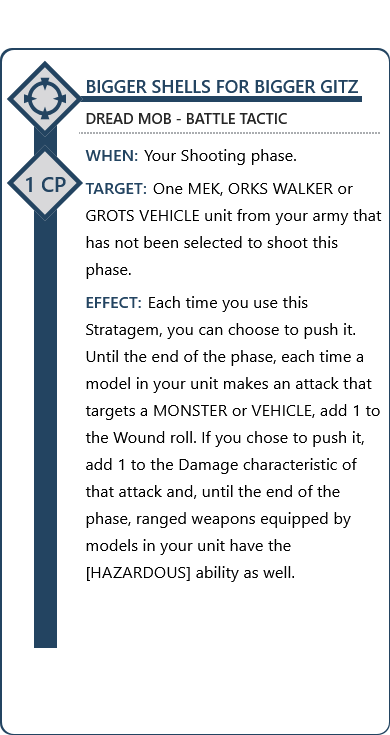 BIGGER SHELLS FOR BIGGER GITZ
DREAD MOB - BATTLE TACTIC
WHEN: Your Shooting phase.
1 CP
TARGET: One MEK, ORKS WALKER or
GROTS VEHICLE unit from your army that
has not been selected to shoot this
phase.
EFFECT: Each time you use this
Stratagem, you can choose to push it.
Until the end of the phase, each time a
model in your unit makes an attack that
targets a MONSTER or VEHICLE, add 1 to
the Wound roll. If you chose to push it,
add 1 to the Damage characteristic of
that attack and, until the end of the
phase, ranged weapons equipped by
models in your unit have the
[HAZARDOUS] ability as well.